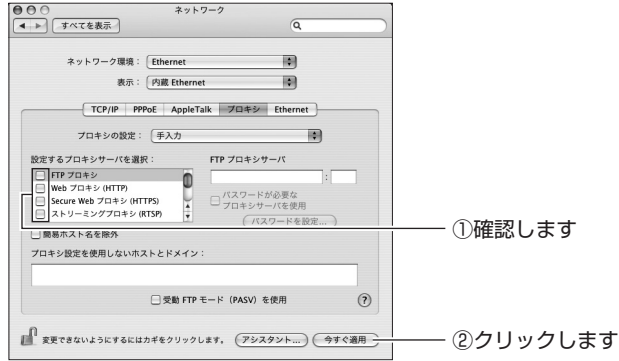 ネットワーク
すべてを表示
ネットワーク環境： Ethernet
表示： 内蔵 Ethernet
TCP/IP PPPoE AppleTalk プロキシ Ethernet
プロキシの設定： 手入力
設定するプロキシサーバを選択：
FTP プロキシサーバ
FTP プロキシ
Web プロキシ (HTTP)
Secure Web プロキシ (HTTPS)
ストリーミングプロキシ (RTSP)
:
パスワードが必要な
プロキシサーバを使用
パスワードを設定...
簡易ホスト名を除外
①確認します
プロキシ設定を使用しないホストとドメイン：
受動 FTP モード（PASV）を使用
?
変更できないようにするにはカギをクリックします。
アシスタント...
今すぐ適用
②クリックします